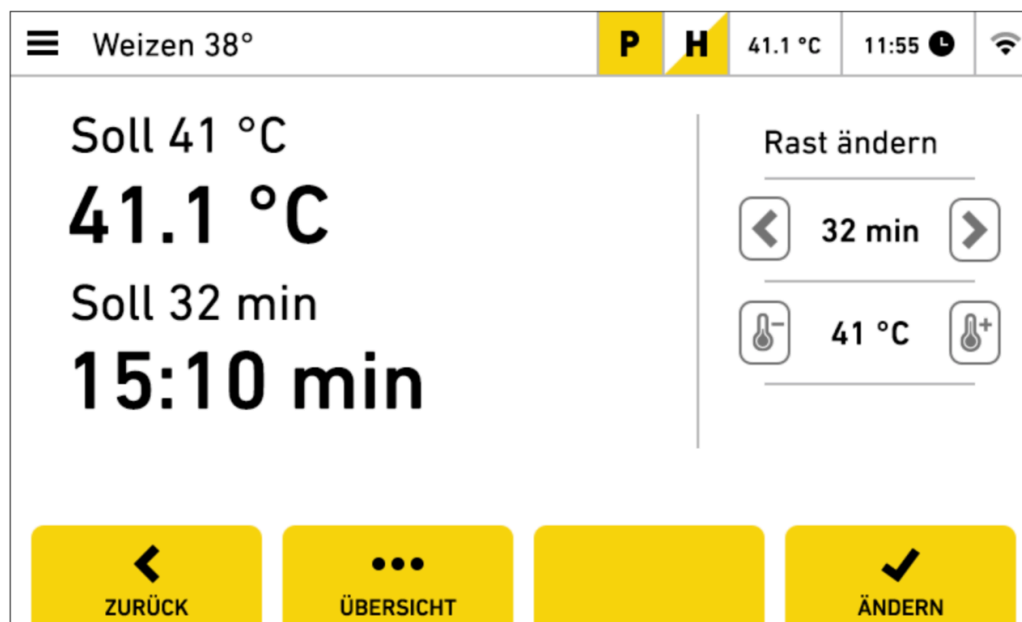 Weizen 38°
P
H
41.1 °C
11:55
Soll 41 °C
41.1 °C
Soll 32 min
15:10 min
Rast ändern
32 min
41 °C
ZURÜCK
ÜBERSICHT
ÄNDERN